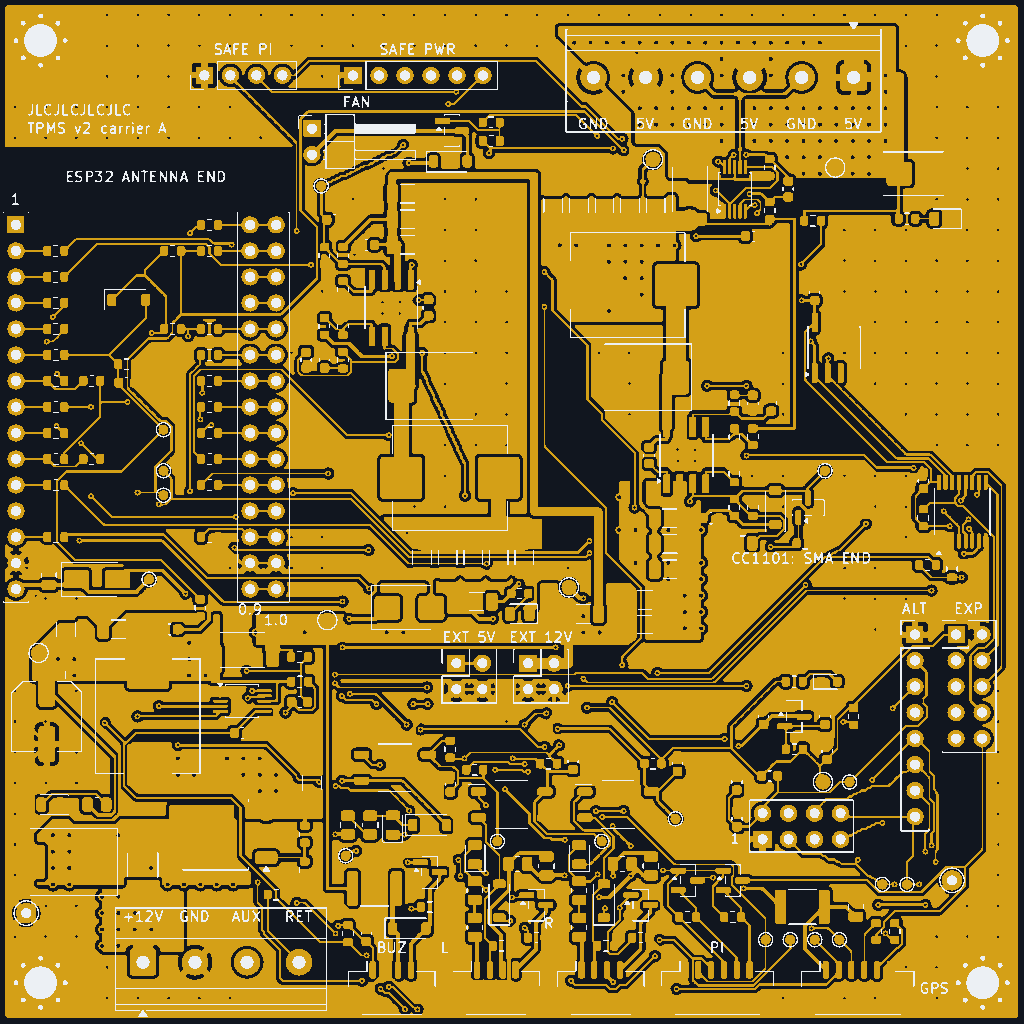 SAFE PI
SAFE PWR
FAN
JLCJLCJLCJLC
TPMS v2 carrier A
GND 5V GND 5V GND 5V
ESP32 ANTENNA END
1
CC1101: SMA END
0.9
1.0
ALT EXP
EXT 5V EXT 12V
1
+12V GND AUX RET
R
BUZ L PI
GPS